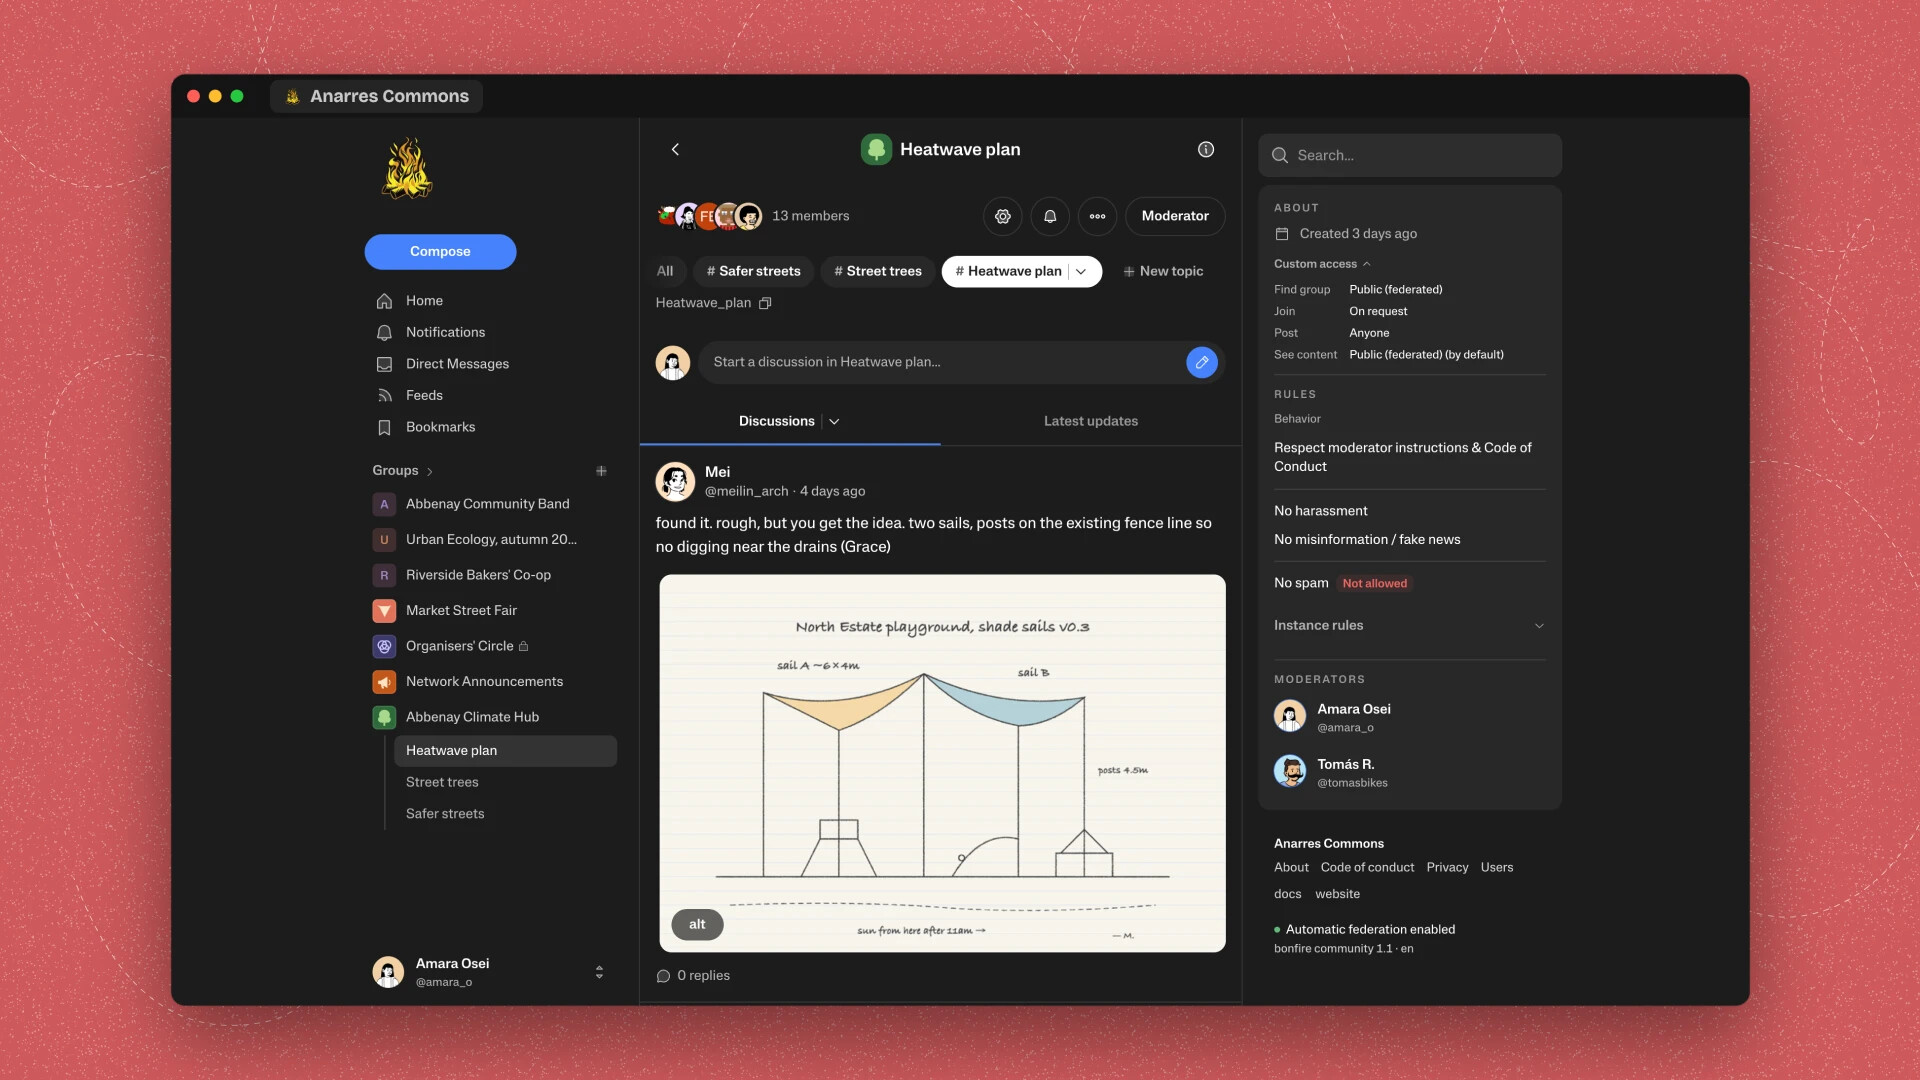 Anarres Commons
Compose
Home
Notifications
Direct Messages
Feeds
Bookmarks
Groups
A Abbenay Community Band
U Urban Ecology, autumn 20...
R Riverside Bakers' Co-op
Market Street Fair
Organisers' Circle
Network Announcements
Abbenay Climate Hub
Heatwave plan
Street trees
Safer streets
Amara Osei
@amara_o
Heatwave plan
FE
13 members
Moderator
All
# Safer streets
# Street trees
# Heatwave plan
New topic
Heatwave_plan
Start a discussion in Heatwave plan...
Discussions
Latest updates
Mei
@meilin_arch · 4 days ago
found it. rough, but you get the idea. two sails, posts on the existing fence line so
no digging near the drains (Grace)
North Estate playground, shade sails v0.3
sail A ~6×4m
sail B
posts 4.5m
sun from here after 11am →
— M.
alt
0 replies
Search...
ABOUT
Created 3 days ago
Custom access
Find group Public (federated)
Join On request
Post Anyone
See content Public (federated) (by default)
RULES
Behavior
Respect moderator instructions & Code of
Conduct
No harassment
No misinformation / fake news
No spam Not allowed
Instance rules
MODERATORS
Amara Osei
@amara_o
Tomás R.
@tomasbikes
Anarres Commons
About Code of conduct Privacy Users
docs website
Automatic federation enabled
bonfire community 1.1 · en